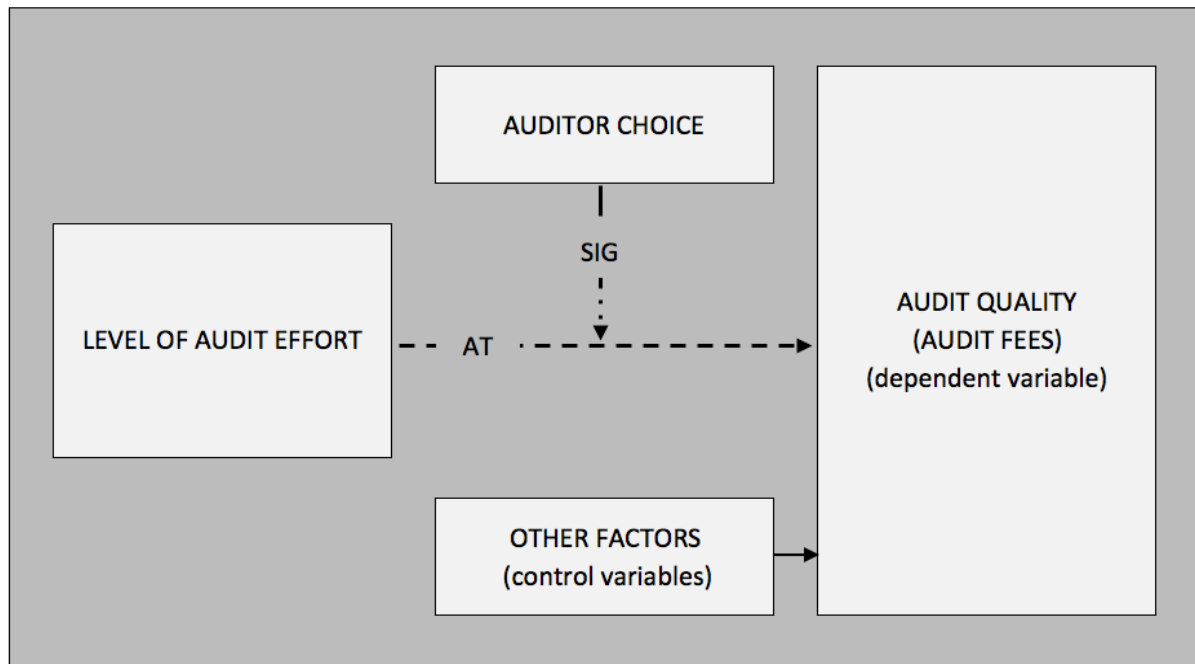 AUDITOR CHOICE
SIG
LEVEL OF AUDIT EFFORT
AT
AUDIT QUALITY
(AUDIT FEES)
(dependent variable)
OTHER FACTORS
(control variables)